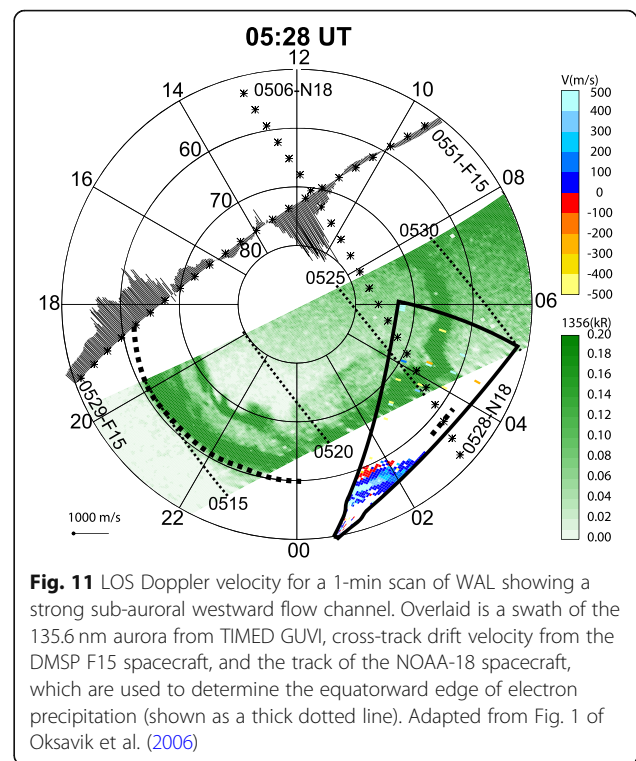 05:28 UT
12
14
0506-N18
10
V(m/s)
500
400
300
200
100
0
-100
-200
-300
-400
-500
60
0551-F15
16
70
08
80
0530
0525
18
06
1356(kR)
0.20
0.18
0.16
0.14
0.12
0.10
0.08
0.06
0.04
0.02
0.00
0529-F15
20
04
0528-N18
0520
0515
22
02
1000 m/s
00
Fig. 11 LOS Doppler velocity for a 1-min scan of WAL showing a
strong sub-auroral westward flow channel. Overlaid is a swath of the
135.6 nm aurora from TIMED GUVI, cross-track drift velocity from the
DMSP F15 spacecraft, and the track of the NOAA-18 spacecraft,
which are used to determine the equatorward edge of electron
precipitation (shown as a thick dotted line). Adapted from Fig. 1 of
Oksavik et al. (2006)